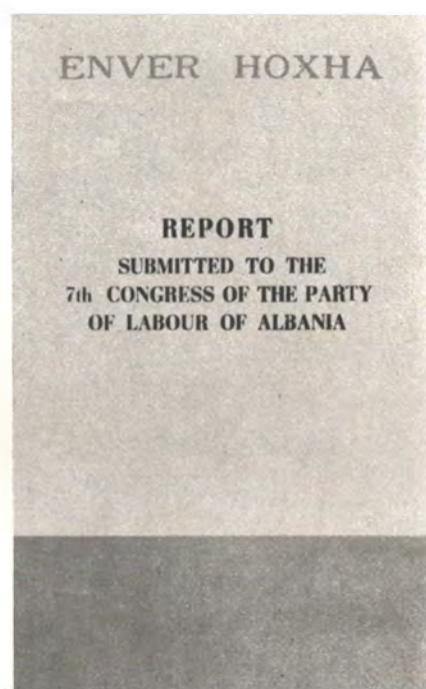 ENVER HOXHA
REPORT
SUBMITTED TO THE
7th CONGRESS OF THE PARTY
OF LABOUR OF ALBANIA